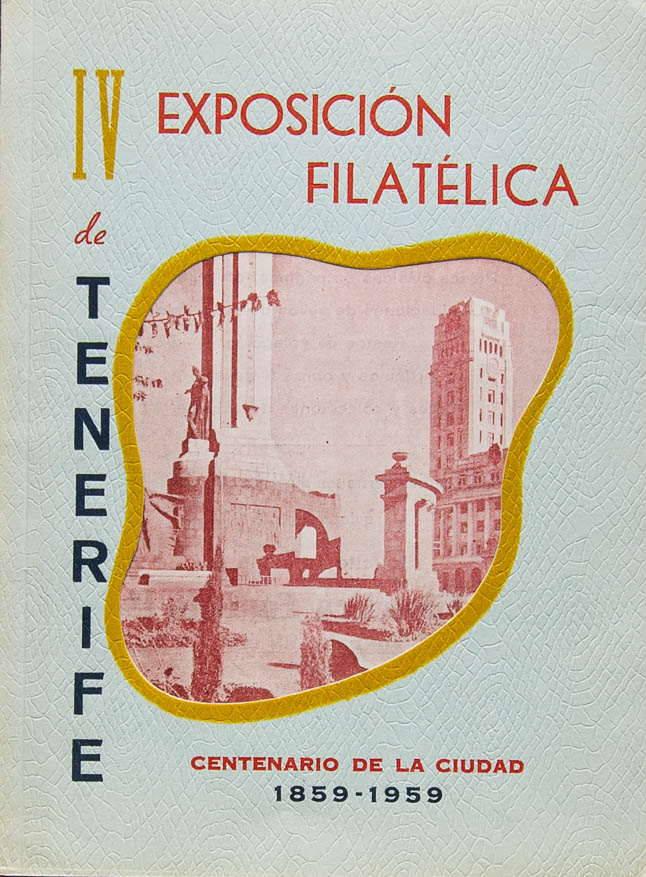 IV EXPOSICIÓN
FILATÉLICA
de
TENERIFE
CENTENARIO DE LA CIUDAD
1859-1959